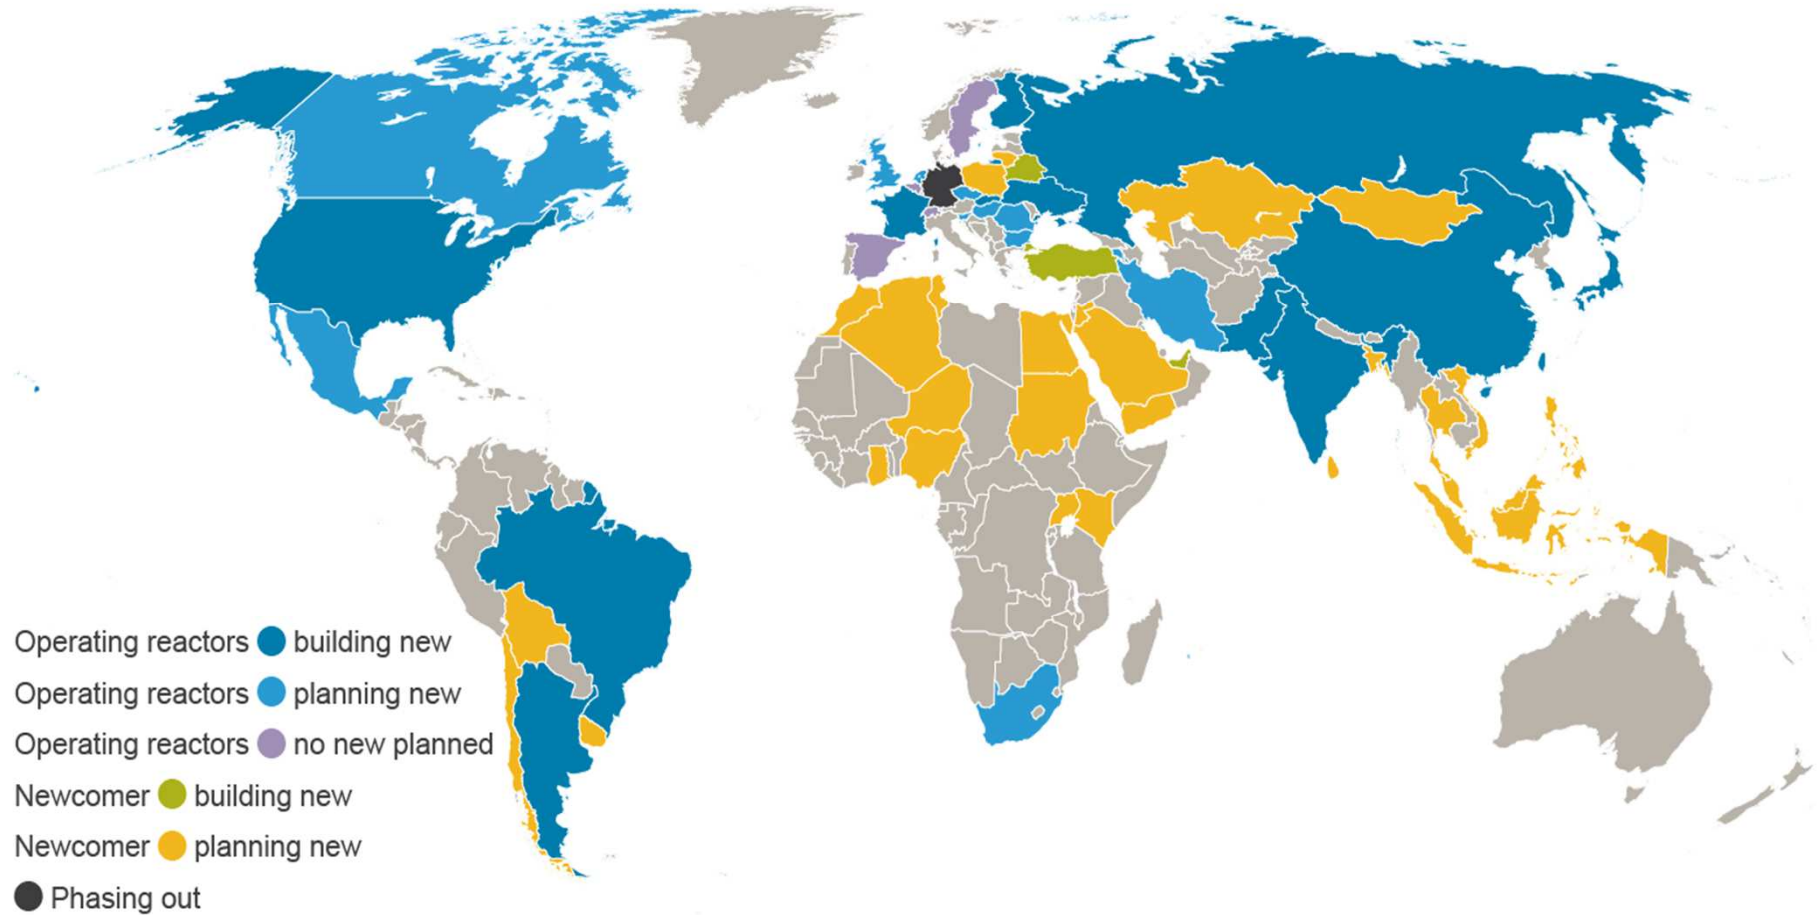 Operating reactors building new
Operating reactors planning new
Operating reactors no new planned
Newcomer building new
Newcomer planning new
Phasing out